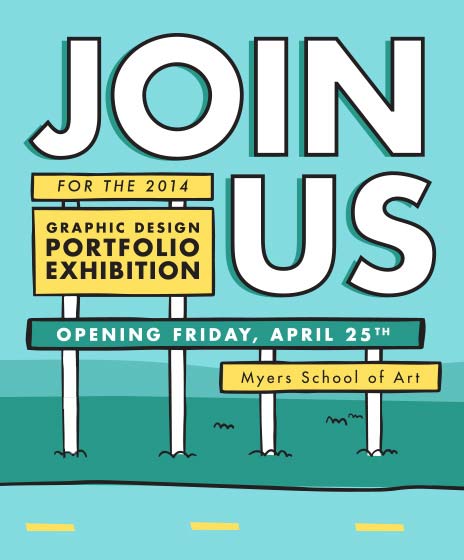 JOIN
US
FOR THE 2014
GRAPHIC DESIGN
PORTFOLIO
EXHIBITION
OPENING FRIDAY, APRIL 25TH
Myers School of Art